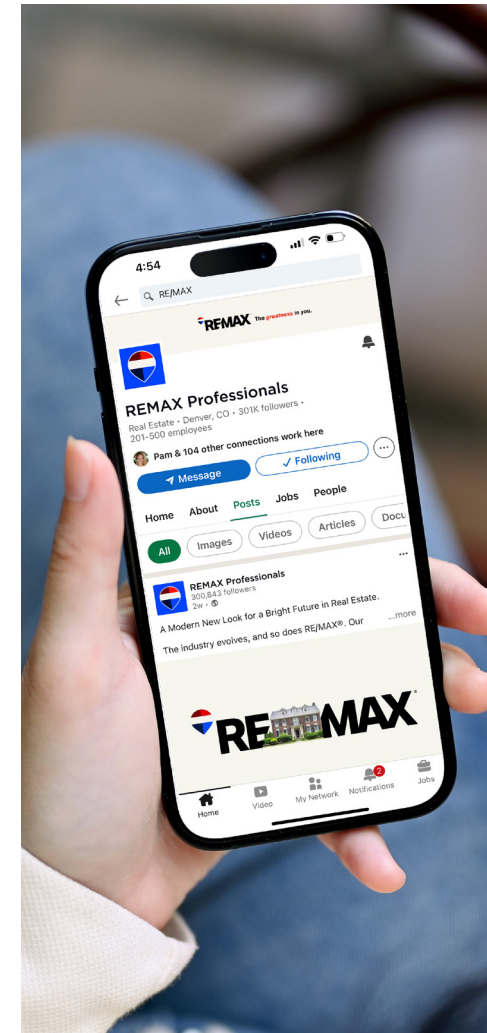 4:54
RE/MAX
REMAX The greatness in you.
REMAX Professionals
Real Estate • Denver, CO • 301K followers •
201-500 employees
Pam & 104 other connections work here
Message
✓ Following
Home About Posts Jobs People
All Images Videos Articles Docu
REMAX Professionals
300,843 followers
2w •
A Modern New Look for a Bright Future in Real Estate.
The industry evolves, and so does RE/MAX®. Our ...more
RE MAX
Home Video My Network Notifications 2 Jobs